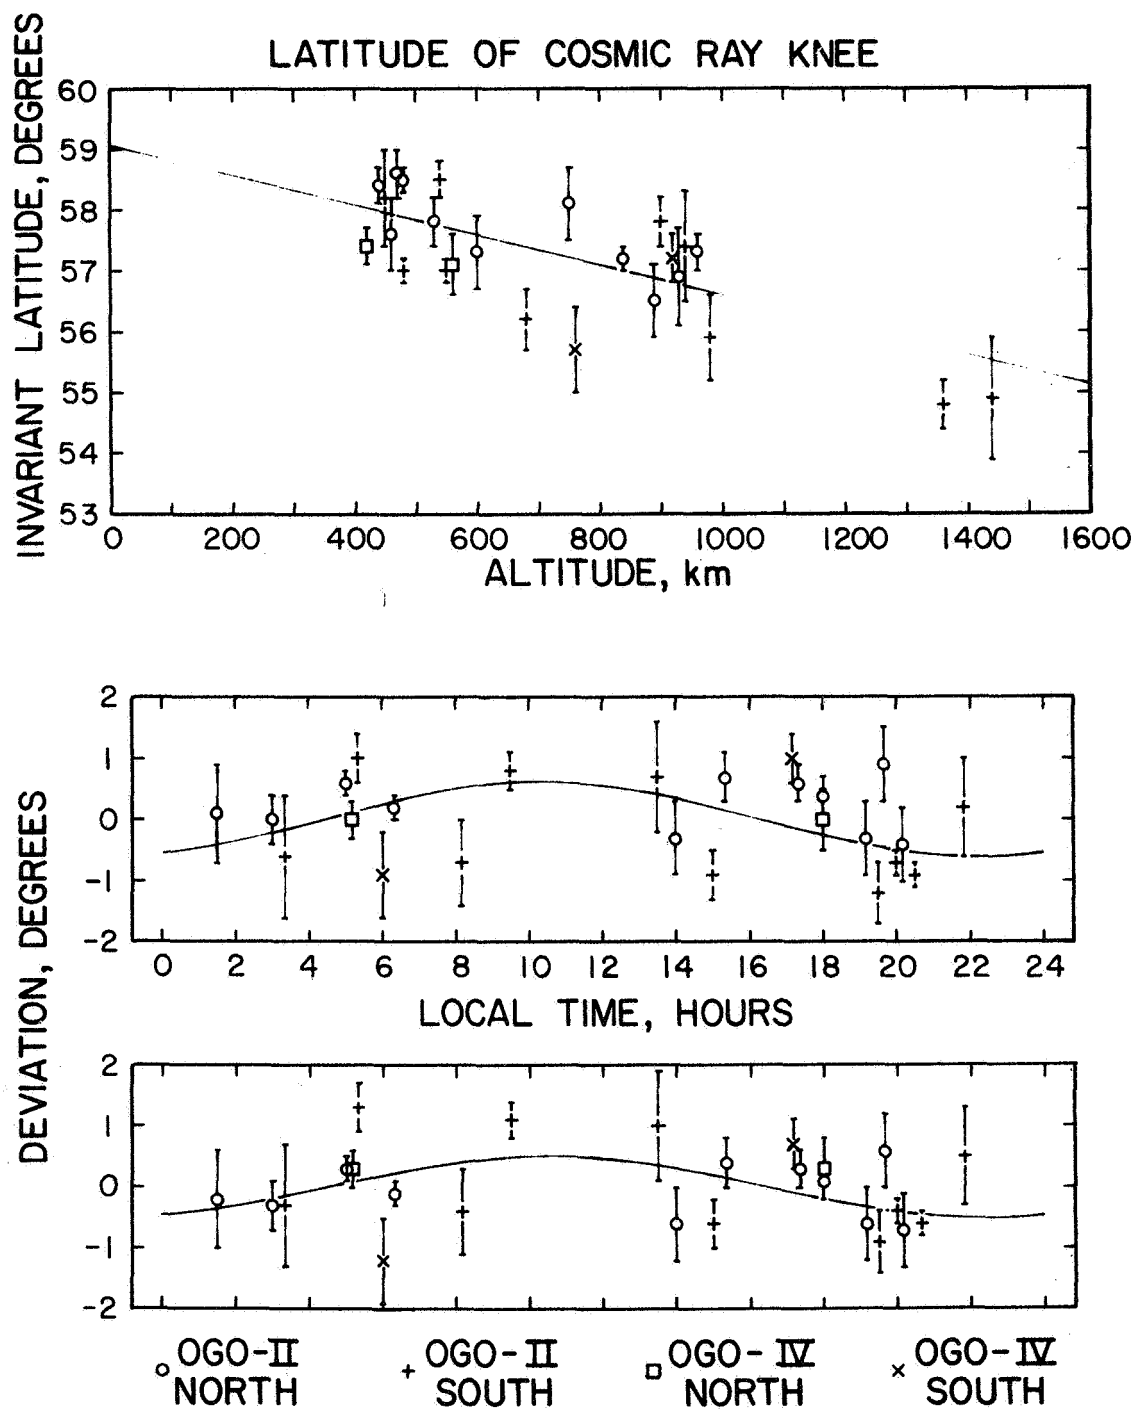 LATITUDE OF COSMIC RAY KNEE
INVARIANT LATITUDE, DEGREES
60
59
58
57
56
55
54
53
0 200 400 600 800 1000 1200 1400 1600
ALTITUDE, km
DEVIATION, DEGREES
2
1
0
-1
-2
0 2 4 6 8 10 12 14 16 18 20 22 24
LOCAL TIME, HOURS
2
1
0
-1
-2
OGO-II NORTH
OGO-II SOUTH
OGO-IV NORTH
OGO-IV SOUTH